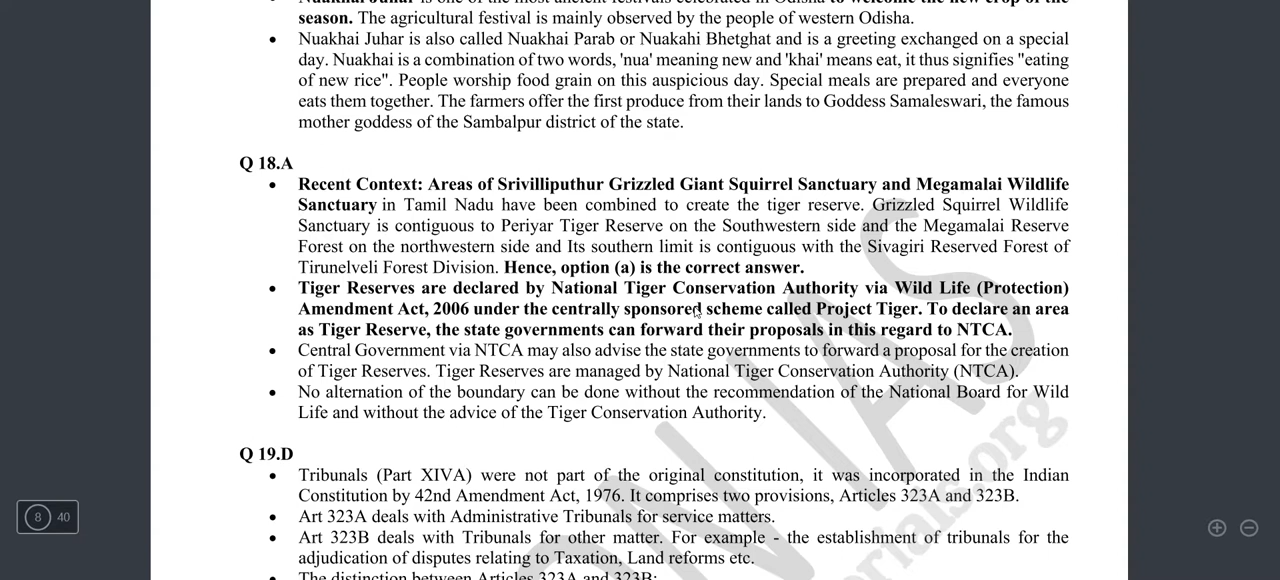 season. The agricultural festival is mainly observed by the people of western Odisha.
• Nuakhai Juhar is also called Nuakhai Parab or Nuakahi Bhetghat and is a greeting exchanged on a special
day. Nuakhai is a combination of two words, 'nua' meaning new and 'khai' means eat, it thus signifies "eating
of new rice". People worship food grain on this auspicious day. Special meals are prepared and everyone
eats them together. The farmers offer the first produce from their lands to Goddess Samaleswari, the famous
mother goddess of the Sambalpur district of the state.
Q 18.A
• Recent Context: Areas of Srivilliputhur Grizzled Giant Squirrel Sanctuary and Megamalai Wildlife
Sanctuary in Tamil Nadu have been combined to create the tiger reserve. Grizzled Squirrel Wildlife
Sanctuary is contiguous to Periyar Tiger Reserve on the Southwestern side and the Megamalai Reserve
Forest on the northwestern side and Its southern limit is contiguous with the Sivagiri Reserved Forest of
Tirunelveli Forest Division. Hence, option (a) is the correct answer.
• Tiger Reserves are declared by National Tiger Conservation Authority via Wild Life (Protection)
Amendment Act, 2006 under the centrally sponsored scheme called Project Tiger. To declare an area
as Tiger Reserve, the state governments can forward their proposals in this regard to NTCA.
• Central Government via NTCA may also advise the state governments to forward a proposal for the creation
of Tiger Reserves. Tiger Reserves are managed by National Tiger Conservation Authority (NTCA).
• No alternation of the boundary can be done without the recommendation of the National Board for Wild
Life and without the advice of the Tiger Conservation Authority.
Q 19.D
• Tribunals (Part XIVA) were not part of the original constitution, it was incorporated in the Indian
Constitution by 42nd Amendment Act, 1976. It comprises two provisions, Articles 323A and 323B.
• Art 323A deals with Administrative Tribunals for service matters.
• Art 323B deals with Tribunals for other matter. For example - the establishment of tribunals for the
adjudication of disputes relating to Taxation, Land reforms etc.
• The distinction between Articles 323A and 323B:
8 40